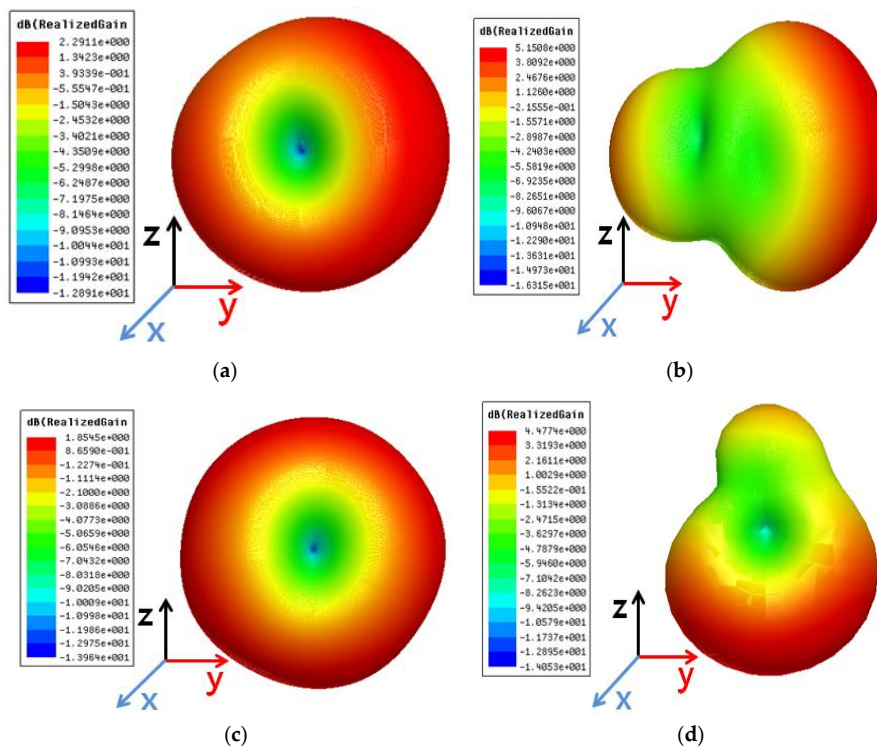 dB(RealizedGain
2.2911e+000
1.3423e+000
3.9339e-001
-5.5547e-001
-1.5043e+000
-2.4532e+000
-3.4021e+000
-4.3509e+000
-5.2998e+000
-6.2487e+000
-7.1975e+000
-8.1464e+000
-9.0953e+000
-1.0044e+001
-1.0993e+001
-1.1942e+001
-1.2891e+001
z
y
x
(a)
dB(RealizedGain
5.1508e+000
3.8092e+000
2.4676e+000
1.1260e+000
-2.1555e-001
-1.5571e+000
-2.8987e+000
-4.2403e+000
-5.5819e+000
-6.9235e+000
-8.2651e+000
-9.6067e+000
-1.0948e+001
-1.2290e+001
-1.3631e+001
-1.4973e+001
-1.6315e+001
z
y
x
(b)
dB(RealizedGain
1.8545e+000
8.6590e-001
-1.2274e-001
-1.1114e+000
-2.1000e+000
-3.0886e+000
-4.0773e+000
-5.0659e+000
-6.0546e+000
-7.0432e+000
-8.0318e+000
-9.0205e+000
-1.0009e+001
-1.0998e+001
-1.1986e+001
-1.2975e+001
-1.3964e+001
z
y
x
(c)
dB(RealizedGain
4.4774e+000
3.3193e+000
2.1611e+000
1.0029e+000
-1.5522e-001
-1.3134e+000
-2.4715e+000
-3.6297e+000
-4.7879e+000
-5.9460e+000
-7.1042e+000
-8.2623e+000
-9.4205e+000
-1.0579e+001
-1.1737e+001
-1.2895e+001
-1.4053e+001
z
y
x
(d)